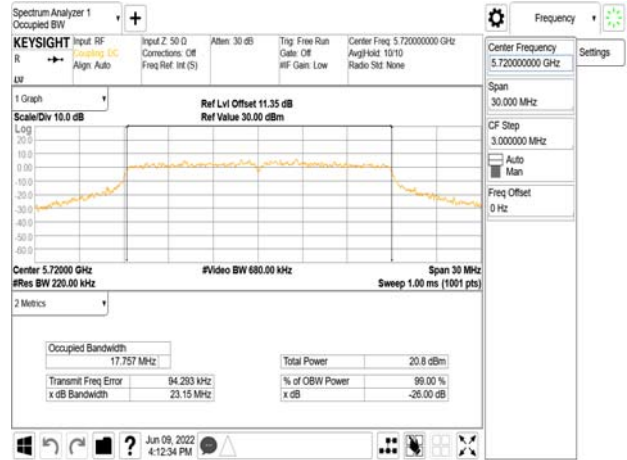 Spectrum Analyzer 1
Occupied BW
Frequency
KEYSIGHT
Input: RF
Coupling: DC
Align: Auto
Input Z: 50 Ω
Corrections: Off
Freq Ref: Int (S)
Atten: 30 dB
Trig: Free Run
Gate: Off
#IF Gain: Low
Center Freq: 5.720000000 GHz
Avg|Hold: 10/10
Radio Std: None
R
LVI
Center Frequency
5.720000000 GHz
Settings
Span
30.000 MHz
CF Step
3.000000 MHz
Auto
Man
Freq Offset
0 Hz
1 Graph
Scale/Div 10.0 dB
Ref Lvl Offset 11.35 dB
Ref Value 30.00 dBm
Log
20.0
10.0
0.00
-10.0
-20.0
-30.0
-40.0
-50.0
-60.0
Center 5.72000 GHz
#Res BW 220.00 kHz
#Video BW 680.00 kHz
Span 30 MHz
Sweep 1.00 ms (1001 pts)
2 Metrics
Occupied Bandwidth
17.757 MHz
Transmit Freq Error 94.293 kHz
x dB Bandwidth 23.15 MHz
Total Power 20.8 dBm
% of OBW Power 99.00 %
x dB -26.00 dB
Jun 09, 2022
4:12:34 PM